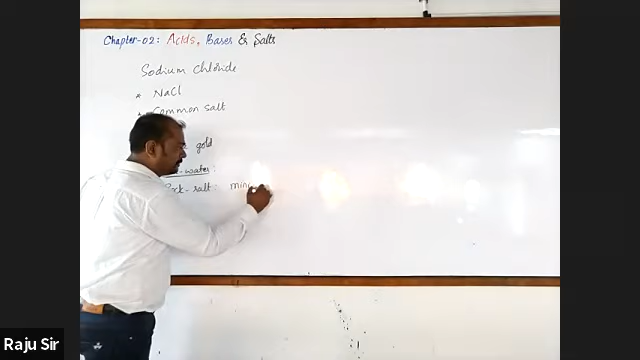 Chapter-02: Acids, Bases & Salts
Sodium Chloride
* NaCl
* Common salt
gold
-water:
Rock-salt:
Raju Sir